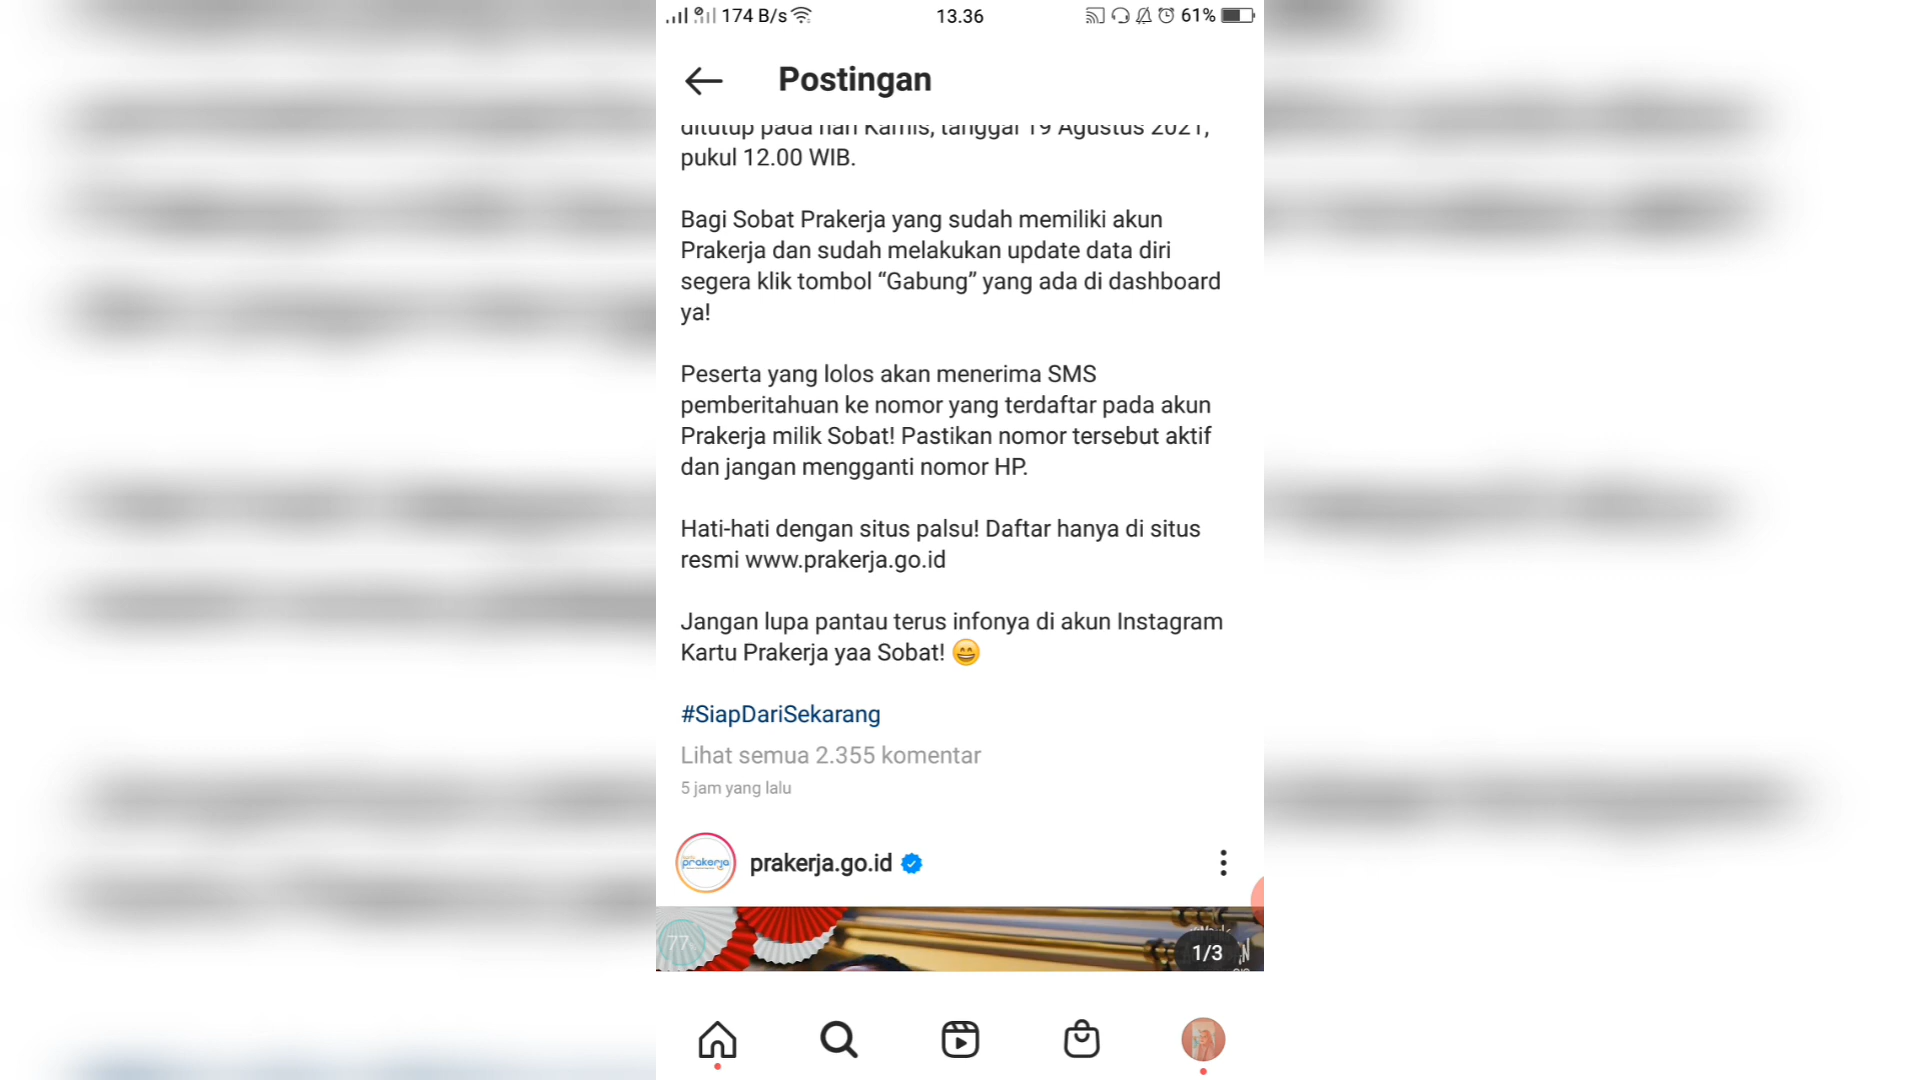 174 B/s
13.36
61%
Postingan
ditutup pada hari Kamis, tanggal 19 Agustus 2021,
pukul 12.00 WIB.
Bagi Sobat Prakerja yang sudah memiliki akun
Prakerja dan sudah melakukan update data diri
segera klik tombol “Gabung” yang ada di dashboard
ya!
Peserta yang lolos akan menerima SMS
pemberitahuan ke nomor yang terdaftar pada akun
Prakerja milik Sobat! Pastikan nomor tersebut aktif
dan jangan mengganti nomor HP.
Hati-hati dengan situs palsu! Daftar hanya di situs
resmi www.prakerja.go.id
Jangan lupa pantau terus infonya di akun Instagram
Kartu Prakerja yaa Sobat! 😄
#SiapDariSekarang
Lihat semua 2.355 komentar
5 jam yang lalu
prakerja
prakerja.go.id
77
1/3